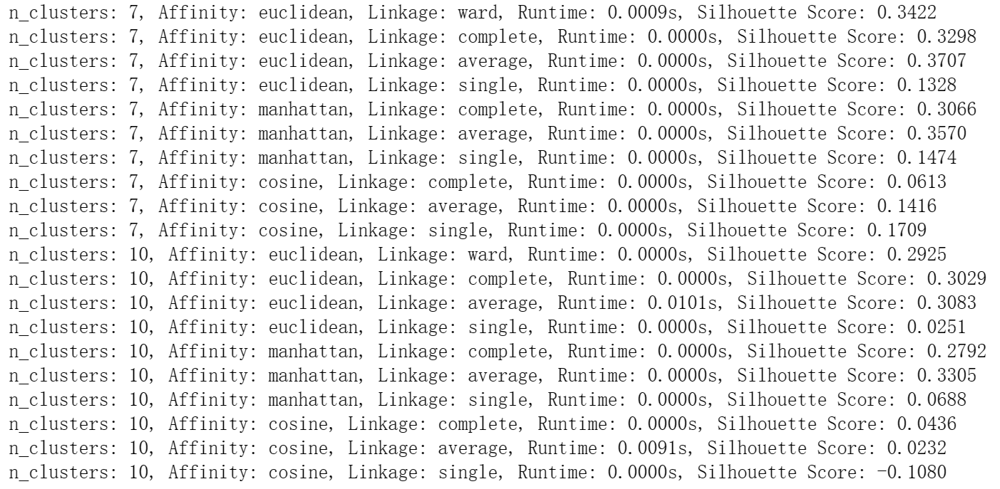 n_clusters: 7, Affinity: euclidean, Linkage: ward, Runtime: 0.0009s, Silhouette Score: 0.3422
n_clusters: 7, Affinity: euclidean, Linkage: complete, Runtime: 0.0000s, Silhouette Score: 0.3298
n_clusters: 7, Affinity: euclidean, Linkage: average, Runtime: 0.0000s, Silhouette Score: 0.3707
n_clusters: 7, Affinity: euclidean, Linkage: single, Runtime: 0.0000s, Silhouette Score: 0.1328
n_clusters: 7, Affinity: manhattan, Linkage: complete, Runtime: 0.0000s, Silhouette Score: 0.3066
n_clusters: 7, Affinity: manhattan, Linkage: average, Runtime: 0.0000s, Silhouette Score: 0.3570
n_clusters: 7, Affinity: manhattan, Linkage: single, Runtime: 0.0000s, Silhouette Score: 0.1474
n_clusters: 7, Affinity: cosine, Linkage: complete, Runtime: 0.0000s, Silhouette Score: 0.0613
n_clusters: 7, Affinity: cosine, Linkage: average, Runtime: 0.0000s, Silhouette Score: 0.1416
n_clusters: 7, Affinity: cosine, Linkage: single, Runtime: 0.0000s, Silhouette Score: 0.1709
n_clusters: 10, Affinity: euclidean, Linkage: ward, Runtime: 0.0000s, Silhouette Score: 0.2925
n_clusters: 10, Affinity: euclidean, Linkage: complete, Runtime: 0.0000s, Silhouette Score: 0.3029
n_clusters: 10, Affinity: euclidean, Linkage: average, Runtime: 0.0101s, Silhouette Score: 0.3083
n_clusters: 10, Affinity: euclidean, Linkage: single, Runtime: 0.0000s, Silhouette Score: 0.0251
n_clusters: 10, Affinity: manhattan, Linkage: complete, Runtime: 0.0000s, Silhouette Score: 0.2792
n_clusters: 10, Affinity: manhattan, Linkage: average, Runtime: 0.0000s, Silhouette Score: 0.3305
n_clusters: 10, Affinity: manhattan, Linkage: single, Runtime: 0.0000s, Silhouette Score: 0.0688
n_clusters: 10, Affinity: cosine, Linkage: complete, Runtime: 0.0000s, Silhouette Score: 0.0436
n_clusters: 10, Affinity: cosine, Linkage: average, Runtime: 0.0091s, Silhouette Score: 0.0232
n_clusters: 10, Affinity: cosine, Linkage: single, Runtime: 0.0000s, Silhouette Score: -0.1080